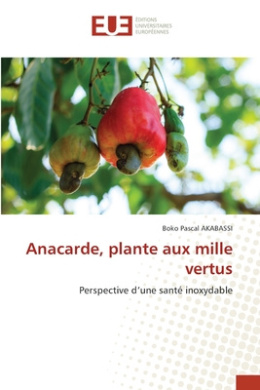 EUE
ÉDITIONS
UNIVERSITAIRES
EUROPÉENNES
Boko Pascal AKABASSI
Anacarde, plante aux mille
vertus
Perspective d'une santé inoxydable